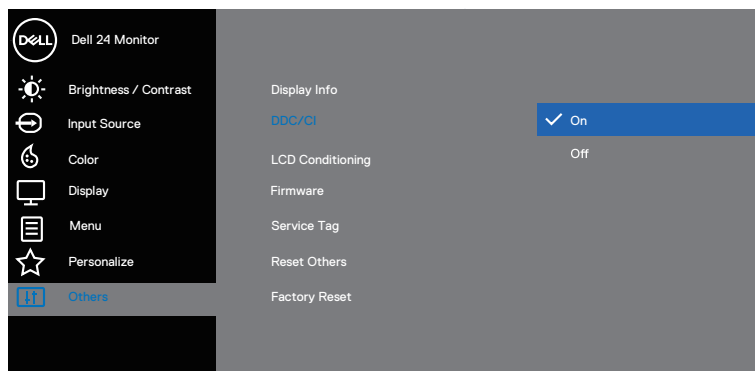 DELL
Dell 24 Monitor
Brightness / Contrast
Input Source
Color
Display
Menu
Personalize
Others
Display Info
DDC/CI
LCD Conditioning
Firmware
Service Tag
Reset Others
Factory Reset
On
Off